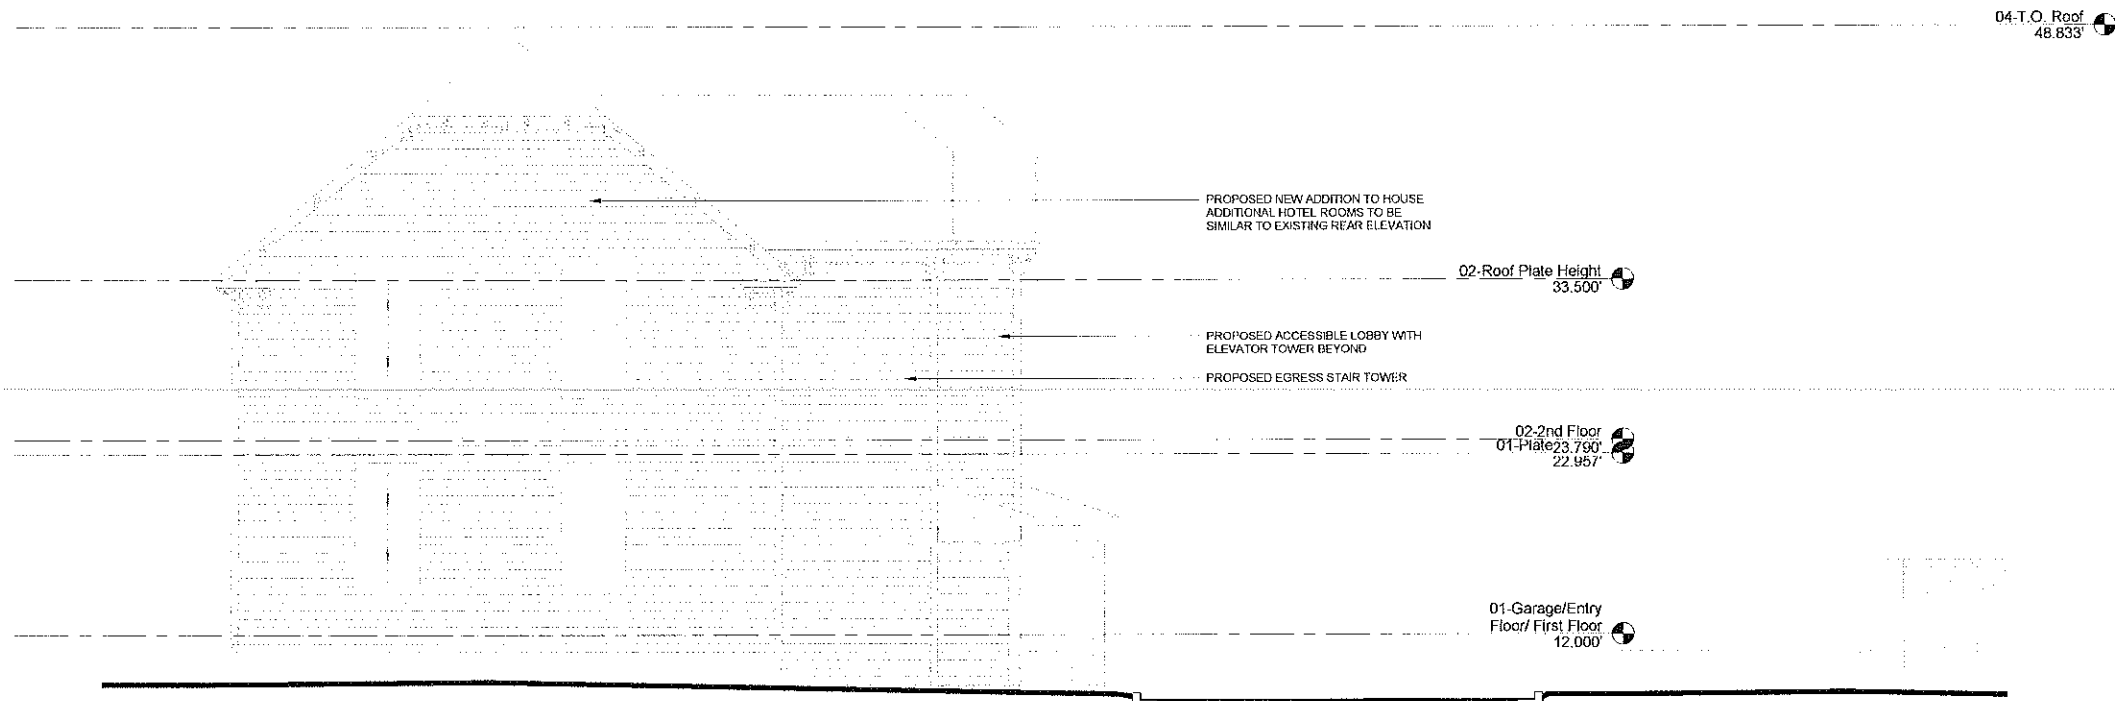 04-T.O. Roof
48.833'
PROPOSED NEW ADDITION TO HOUSE
ADDITIONAL HOTEL ROOMS TO BE
SIMILAR TO EXISTING REAR ELEVATION
02-Roof Plate Height
33.500'
PROPOSED ACCESSIBLE LOBBY WITH
ELEVATOR TOWER BEYOND
PROPOSED EGRESS STAIR TOWER
02-2nd Floor
01-Plate 23.790'
22.957'
01-Garage/Entry
Floor/ First Floor
12.000'